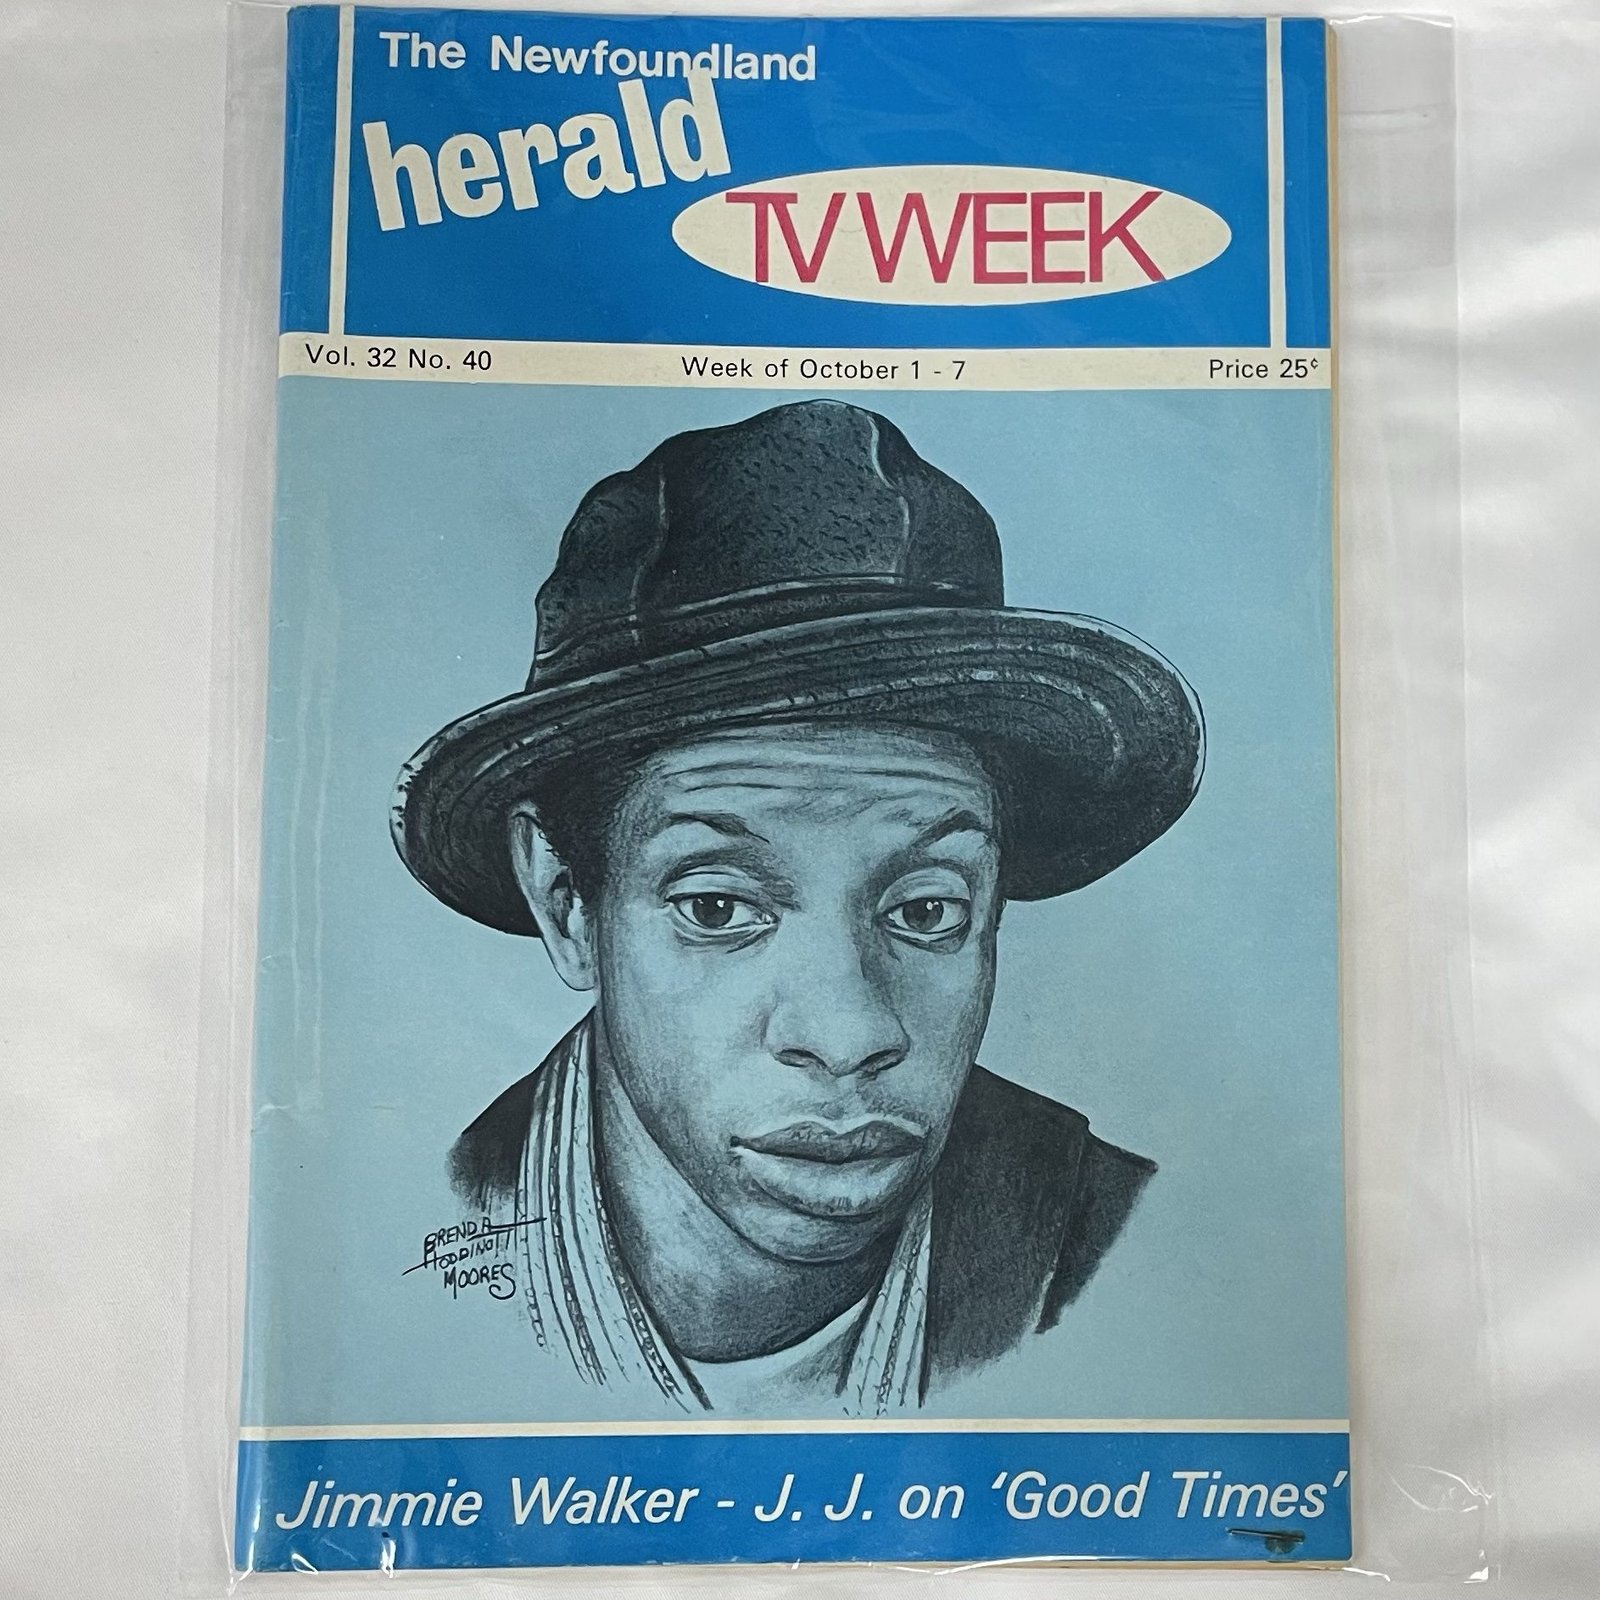 The Newfoundland
herald
TV WEEK
Vol. 32 No. 40 Week of October 1 - 7 Price 25¢
BRENDA
HODDINOTT
MOORES
Jimmie Walker - J. J. on 'Good Times'